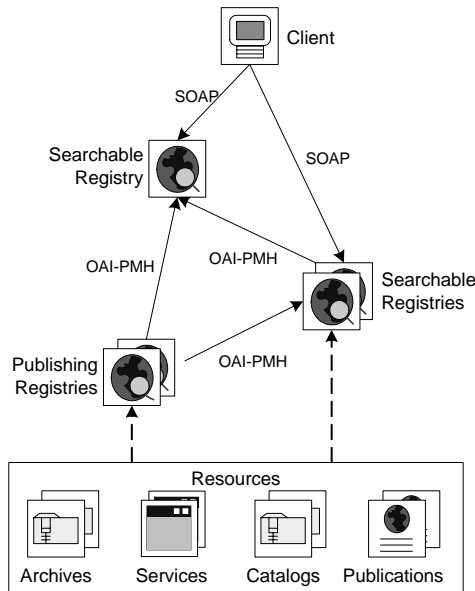 Client
SOAP
SOAP
Searchable
Registry
OAI-PMH
OAI-PMH
Searchable
Registries
Publishing
Registries
OAI-PMH
Resources
Archives
Services
Catalogs
Publications